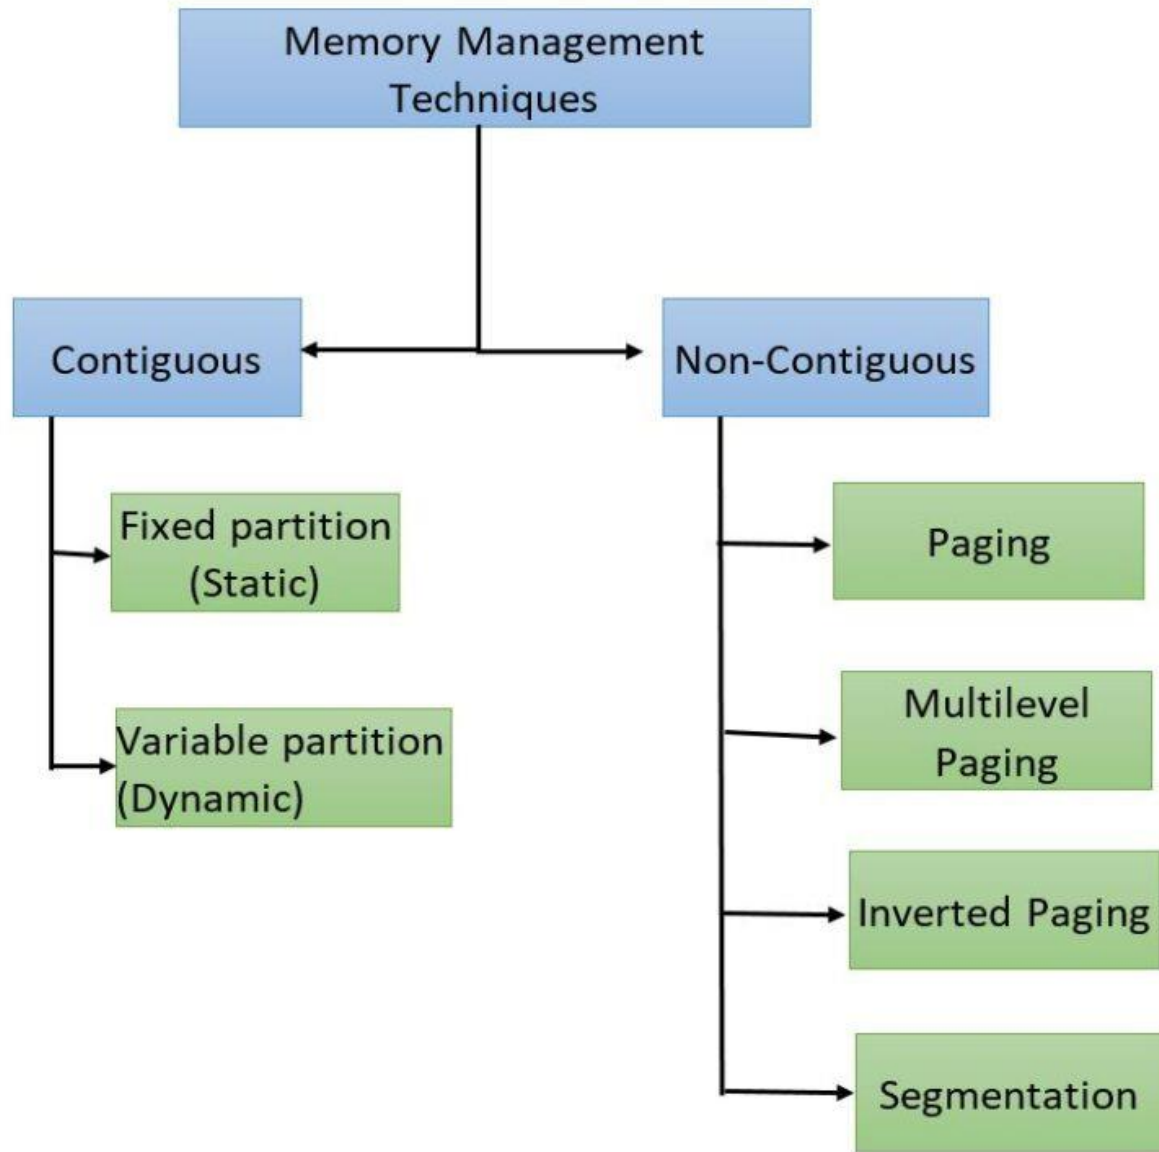 Memory Management
Techniques
Contiguous
Non-Contiguous
Fixed partition
(Static)
Variable partition
(Dynamic)
Paging
Multilevel
Paging
Inverted Paging
Segmentation